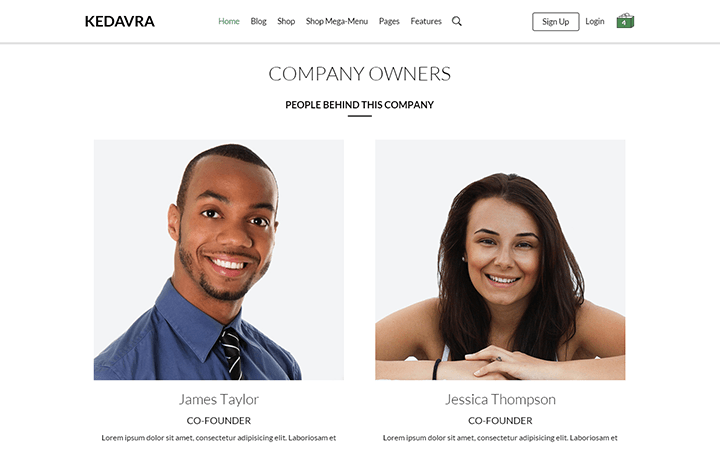 KEDAVRA Home Blog Shop Shop Mega-Menu Pages Features Sign Up Login 4
COMPANY OWNERS
PEOPLE BEHIND THIS COMPANY
James Taylor
CO-FOUNDER
Lorem ipsum dolor sit amet, consectetur adipisicing elit. Laboriosam et
Jessica Thompson
CO-FOUNDER
Lorem ipsum dolor sit amet, consectetur adipisicing elit. Laboriosam et